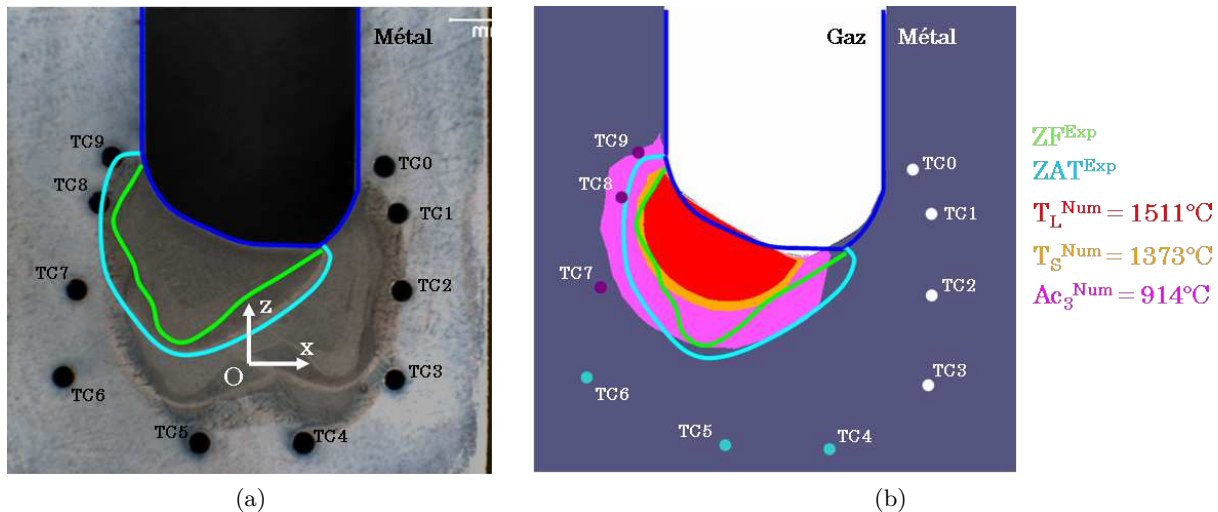 Métal
TC9
TC0
TC8
TC1
TC7
TC2
z
x
O
TC3
TC6
TC5
TC4
(a)
Gaz Métal
TC9
TC0
TC8
TC1
TC7
TC2
TC3
TC6
TC5
TC4
(b)
ZF^Exp
ZAT^Exp
T_L^Num = 1511°C
T_S^Num = 1373°C
Ac_3^Num = 914°C